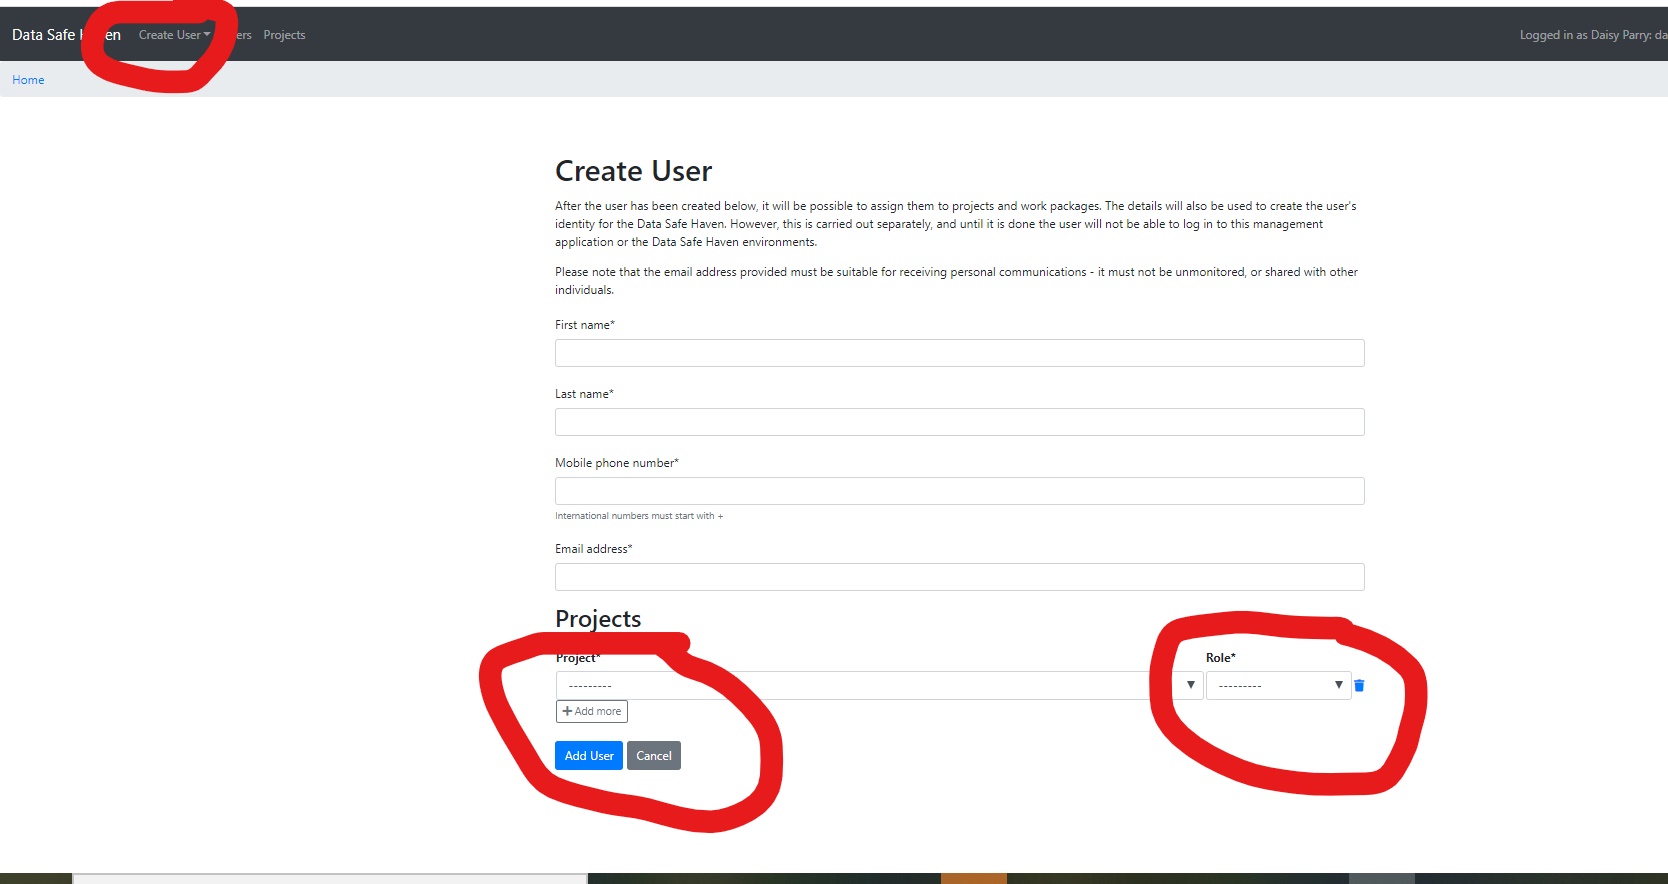 Data Safe H en Create User ers Projects Logged in as Daisy Parry: da
Home
Create User
After the user has been created below, it will be possible to assign them to projects and work packages. The details will also be used to create the user's
identity for the Data Safe Haven. However, this is carried out separately, and until it is done the user will not be able to log in to this management
application or the Data Safe Haven environments.
Please note that the email address provided must be suitable for receiving personal communications - it must not be unmonitored, or shared with other
individuals.
First name*
Last name*
Mobile phone number*
International numbers must start with +
Email address*
Projects
Project* Role*
--------- ---------
+ Add more
Add User Cancel